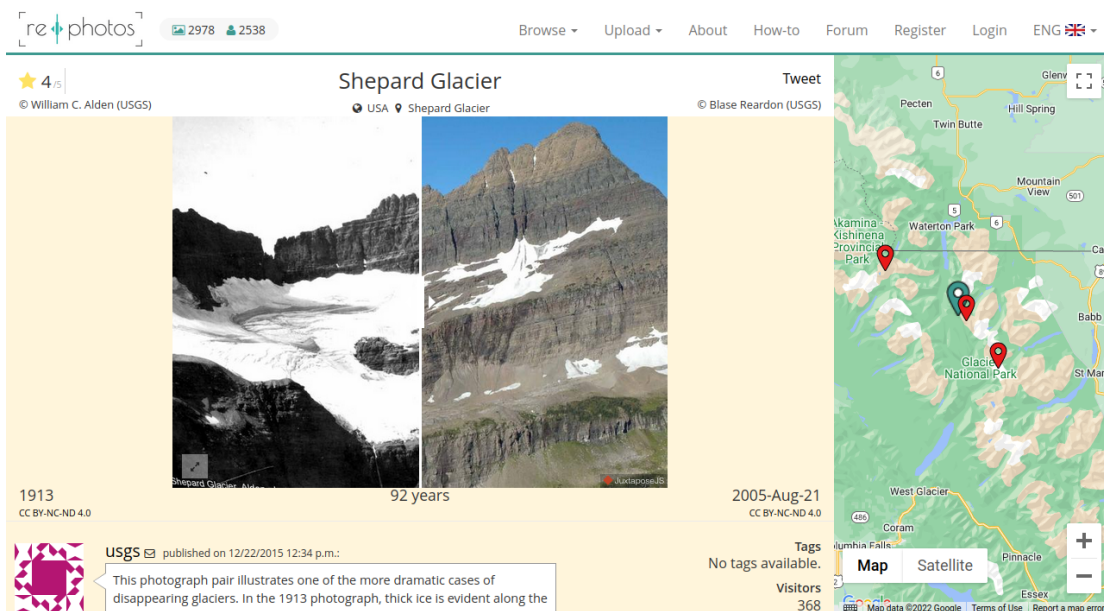 re photos
2978 2538
Browse Upload About How-to Forum Register Login ENG
4 /5
Shepard Glacier
Tweet
© William C. Alden (USGS)
USA Shepard Glacier
© Blase Reardon (USGS)
JuxtaposeJS
1913
92 years
2005-Aug-21
CC BY-NC-ND 4.0
CC BY-NC-ND 4.0
usgs published on 12/22/2015 12:34 p.m.:
This photograph pair illustrates one of the more dramatic cases of
disappearing glaciers. In the 1913 photograph, thick ice is evident along the
Tags
No tags available.
Visitors
368
6
Glenw
Pecten
Hill Spring
Twin Butte
Mountain
View
501
5
6
Akamina
Kishinena
Provincial
Park
Waterton Park
Ca
Babb
Glacier
National Park
St Mar
West Glacier
486
Coram
Columbia Falls
Pinnacle
Essex
Map Satellite
+
−
Google
Map data ©2022 Google Terms of Use Report a map error